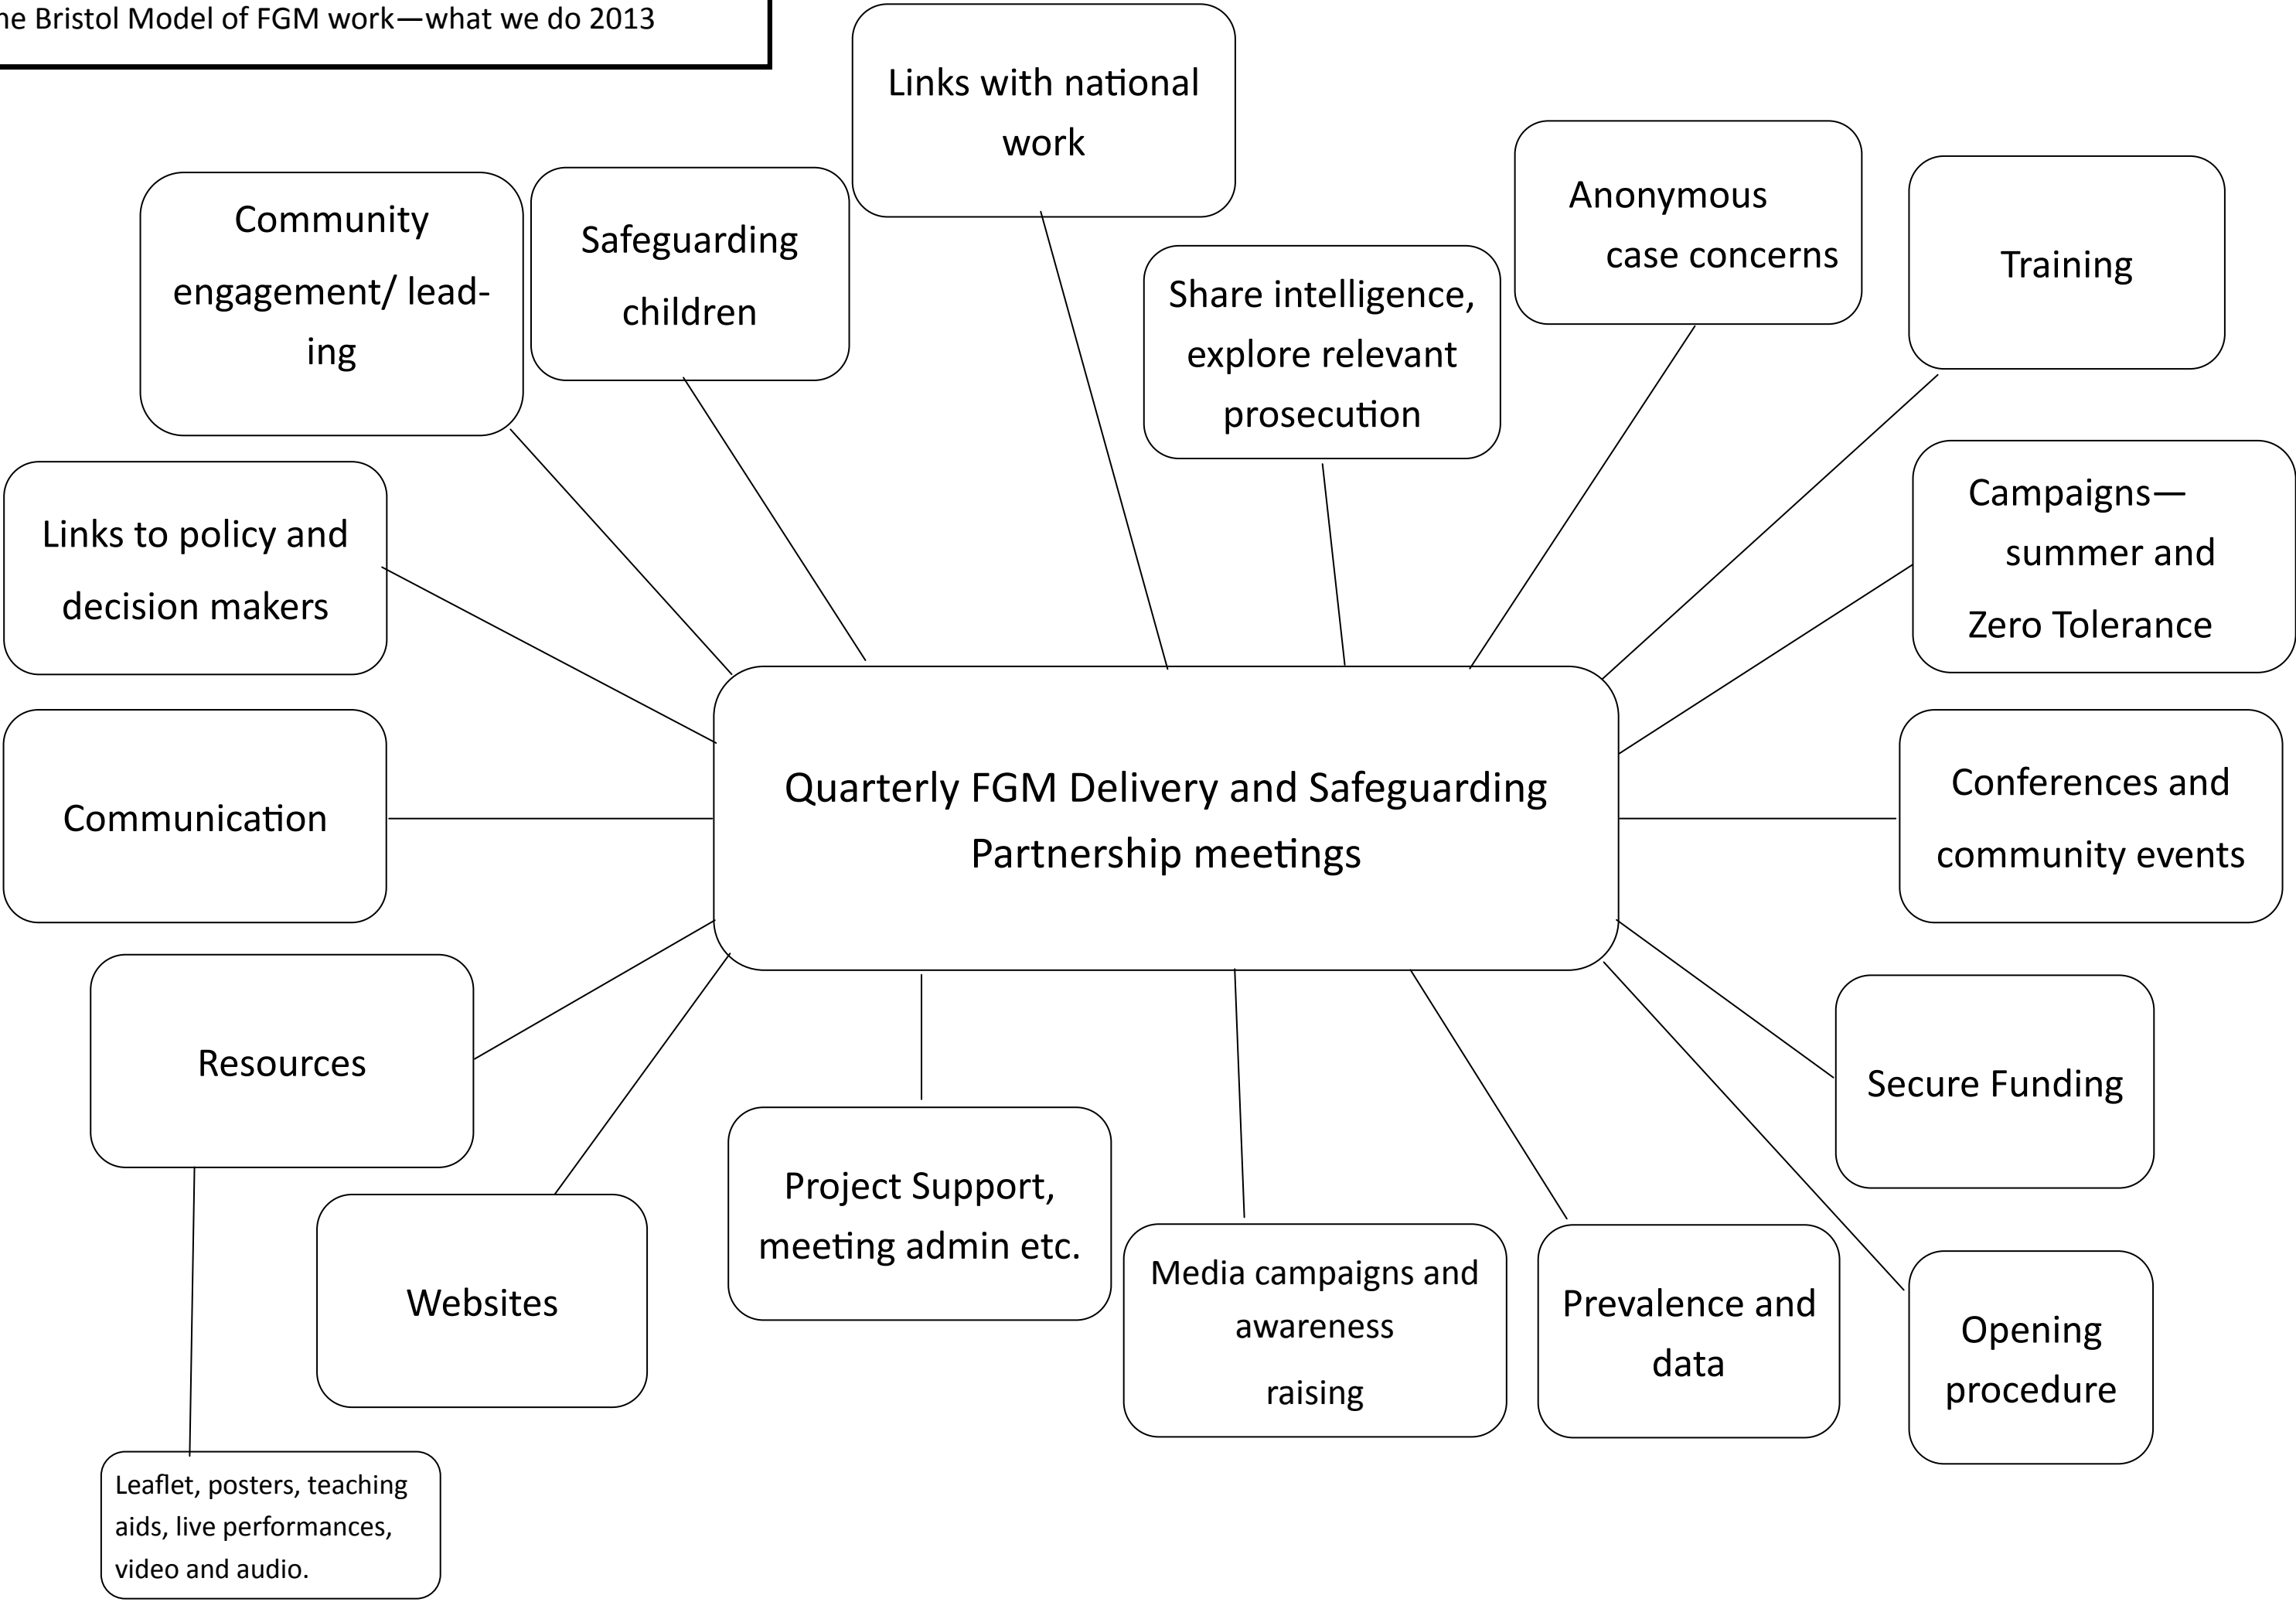 he Bristol Model of FGM work—what we do 2013
Links with national
work
Anonymous
case concerns
Training
Community
engagement/ lead-
ing
Safeguarding
children
Share intelligence,
explore relevant
prosecution
Campaigns—
summer and
Zero Tolerance
Links to policy and
decision makers
Communication
Quarterly FGM Delivery and Safeguarding
Partnership meetings
Conferences and
community events
Resources
Secure Funding
Websites
Project Support,
meeting admin etc.
Media campaigns and
awareness
raising
Prevalence and
data
Opening
procedure
Leaflet, posters, teaching
aids, live performances,
video and audio.